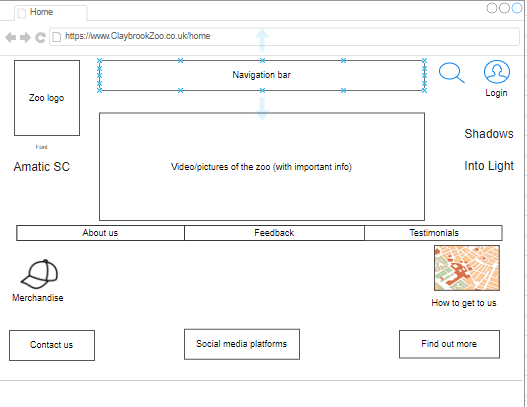 Home
https://www.ClaybrookZoo.co.uk/home
Zoo logo
Navigation bar
Login
Font
Amatic SC
Video/pictures of the zoo (with important info)
Shadows
Into Light
About us
Feedback
Testimonials
Merchandise
How to get to us
Contact us
Social media platforms
Find out more